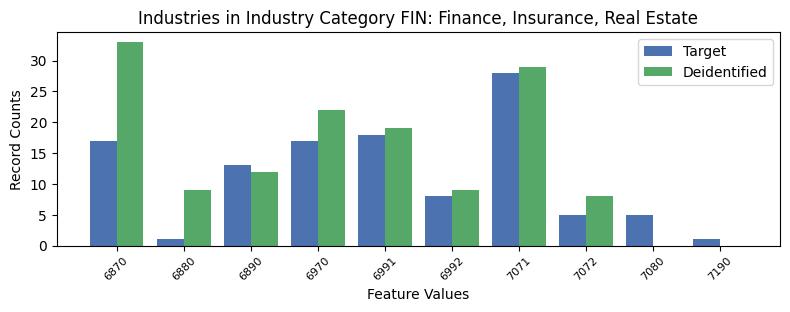 Industries in Industry Category FIN: Finance, Insurance, Real Estate
Target
Deidentified
Record Counts
30
25
20
15
10
5
0
6870 6880 6890 6970 6991 6992 7071 7072 7080 7190
Feature Values